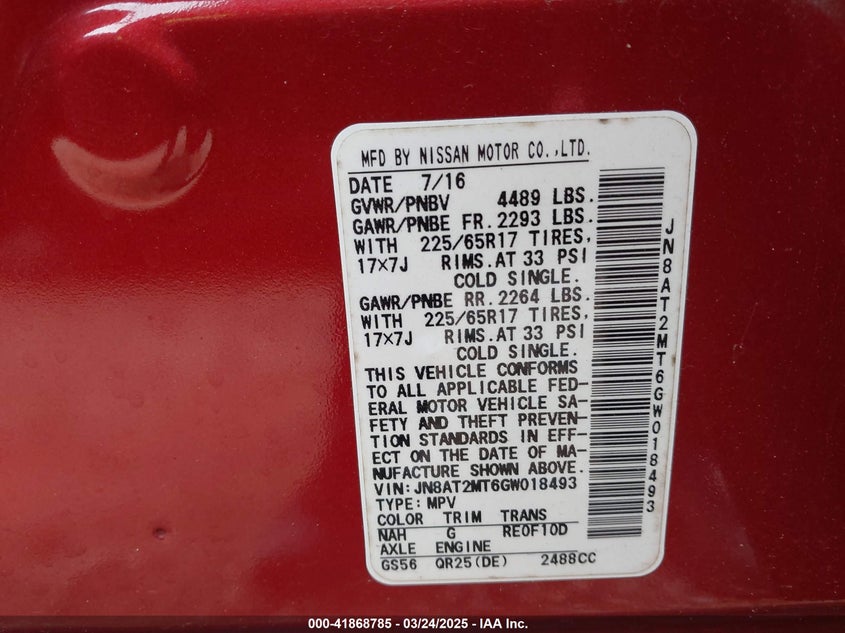 MFD BY NISSAN MOTOR CO.,LTD.
DATE 7/16
GVWR/PNBV 4489 LBS.
GAWR/PNBE FR. 2293 LBS.
WITH 225/65R17 TIRES,
17×7J RIMS.AT 33 PSI
COLD SINGLE.
GAWR/PNBE RR. 2264 LBS.
WITH 225/65R17 TIRES,
17×7J RIMS.AT 33 PSI
COLD SINGLE.
THIS VEHICLE CONFORMS
TO ALL APPLICABLE FED-
ERAL MOTOR VEHICLE SA-
FETY AND THEFT PREVEN-
TION STANDARDS IN EFF-
ECT ON THE DATE OF MA-
NUFACTURE SHOWN ABOVE.
VIN:JN8AT2MT6GW018493
TYPE:MPV
COLOR TRIM TRANS
NAH G RE0F10D
AXLE ENGINE
GS56 QR25(DE) 2488CC
JN8AT2MT6GW018493
000-41868785 - 03/24/2025 - IAA Inc.